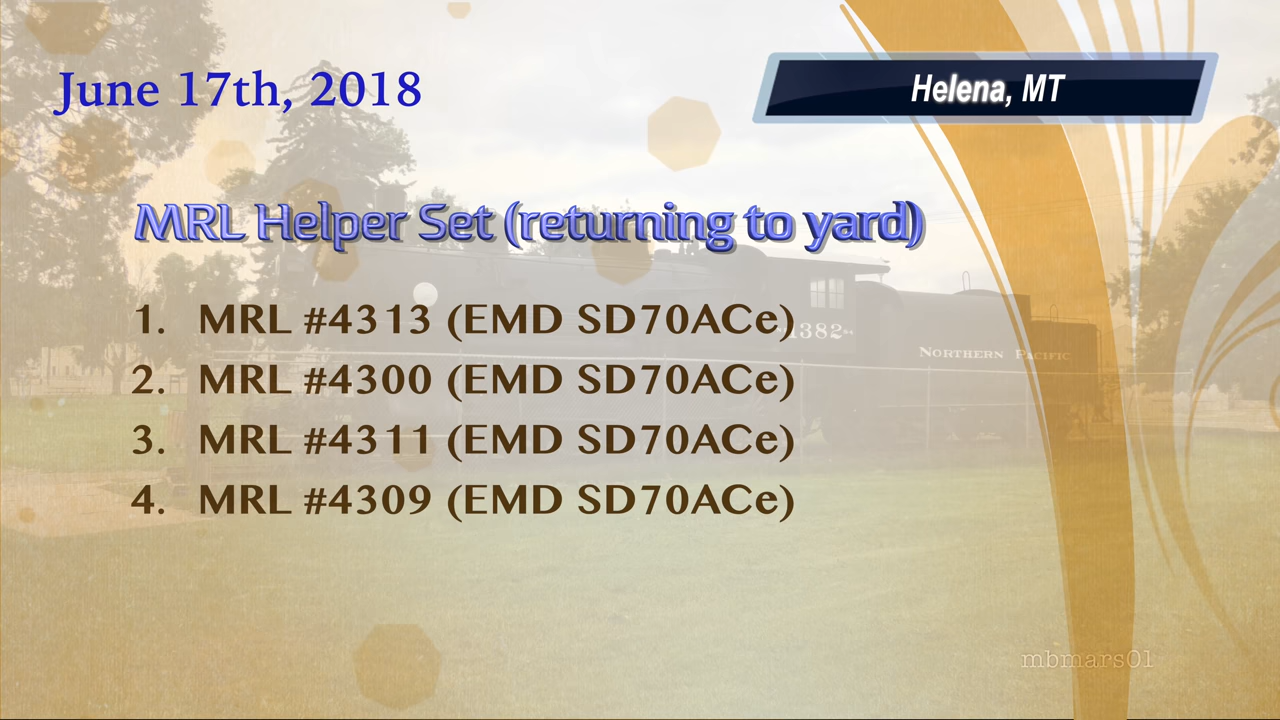 June 17th, 2018
Helena, MT
MRL Helper Set (returning to yard)
1. MRL #4313 (EMD SD70ACe)
2. MRL #4300 (EMD SD70ACe)
3. MRL #4311 (EMD SD70ACe)
4. MRL #4309 (EMD SD70ACe)
1382
NORTHERN PACIFIC
mbmars01